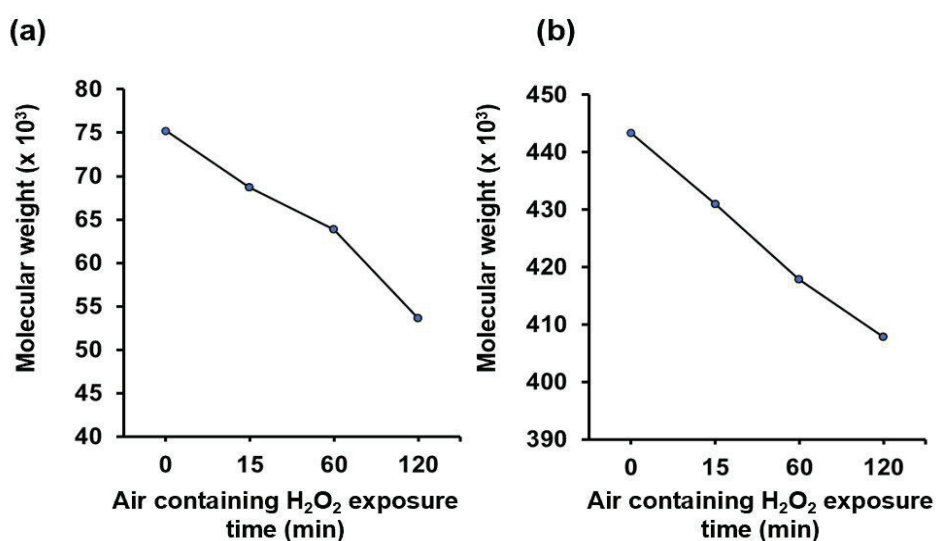 (a)
Molecular weight (x 10³)
80
75
70
65
60
55
50
45
40
0 15 60 120
Air containing H₂O₂ exposure
time (min)
(b)
Molecular weight (x 10³)
450
440
430
420
410
400
390
0 15 60 120
Air containing H₂O₂ exposure
time (min)